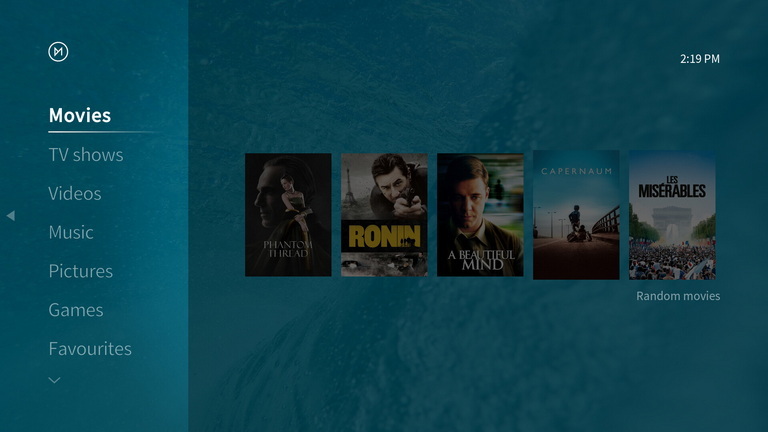 2:19 PM
Movies
TV shows
Videos
Music
Pictures
Games
Favourites
PHANTOM
THREAD
RONIN
A BEAUTIFUL
MIND
CAPERNAUM
LES
MISÉRABLES
Random movies